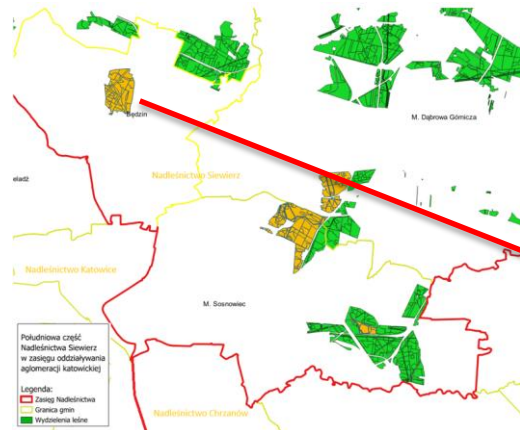 Będzin
M. Dąbrowa Górnicza
eladź
Nadleśnictwo Siewierz
Nadleśnictwo Katowice
M. Sosnowiec
Południowa część
Nadleśnictwa Siewierz
w zasięgu oddziaływania
aglomeracji katowickiej
Legenda:
Zasięg Nadleśnictwa
Granica gmin
Wydzielenia leśne
Nadleśnictwo Chrzanów